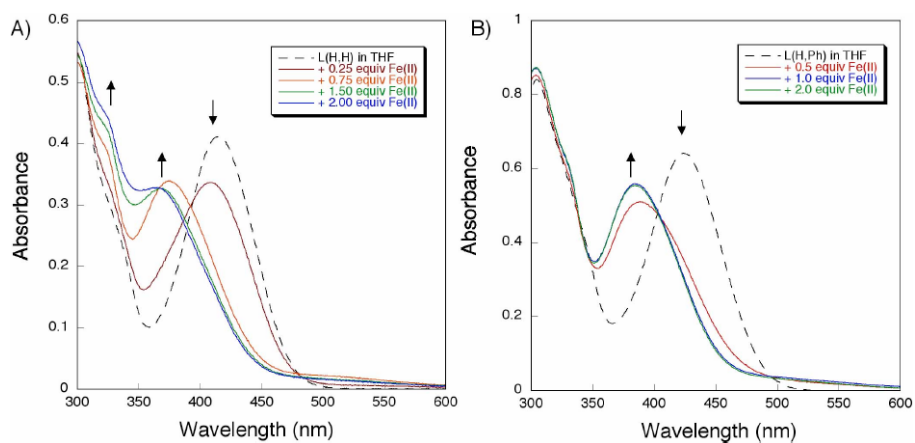 A)
L(H,H) in THF
+ 0.25 equiv Fe(II)
+ 0.75 equiv Fe(II)
+ 1.50 equiv Fe(II)
+ 2.00 equiv Fe(II)
0.6
0.5
0.4
0.3
0.2
0.1
0
Absorbance
300 350 400 450 500 550 600
Wavelength (nm)
B)
L(H,Ph) in THF
+ 0.5 equiv Fe(II)
+ 1.0 equiv Fe(II)
+ 2.0 equiv Fe(II)
1
0.8
0.6
0.4
0.2
0
Absorbance
300 350 400 450 500 550 600
Wavelength (nm)